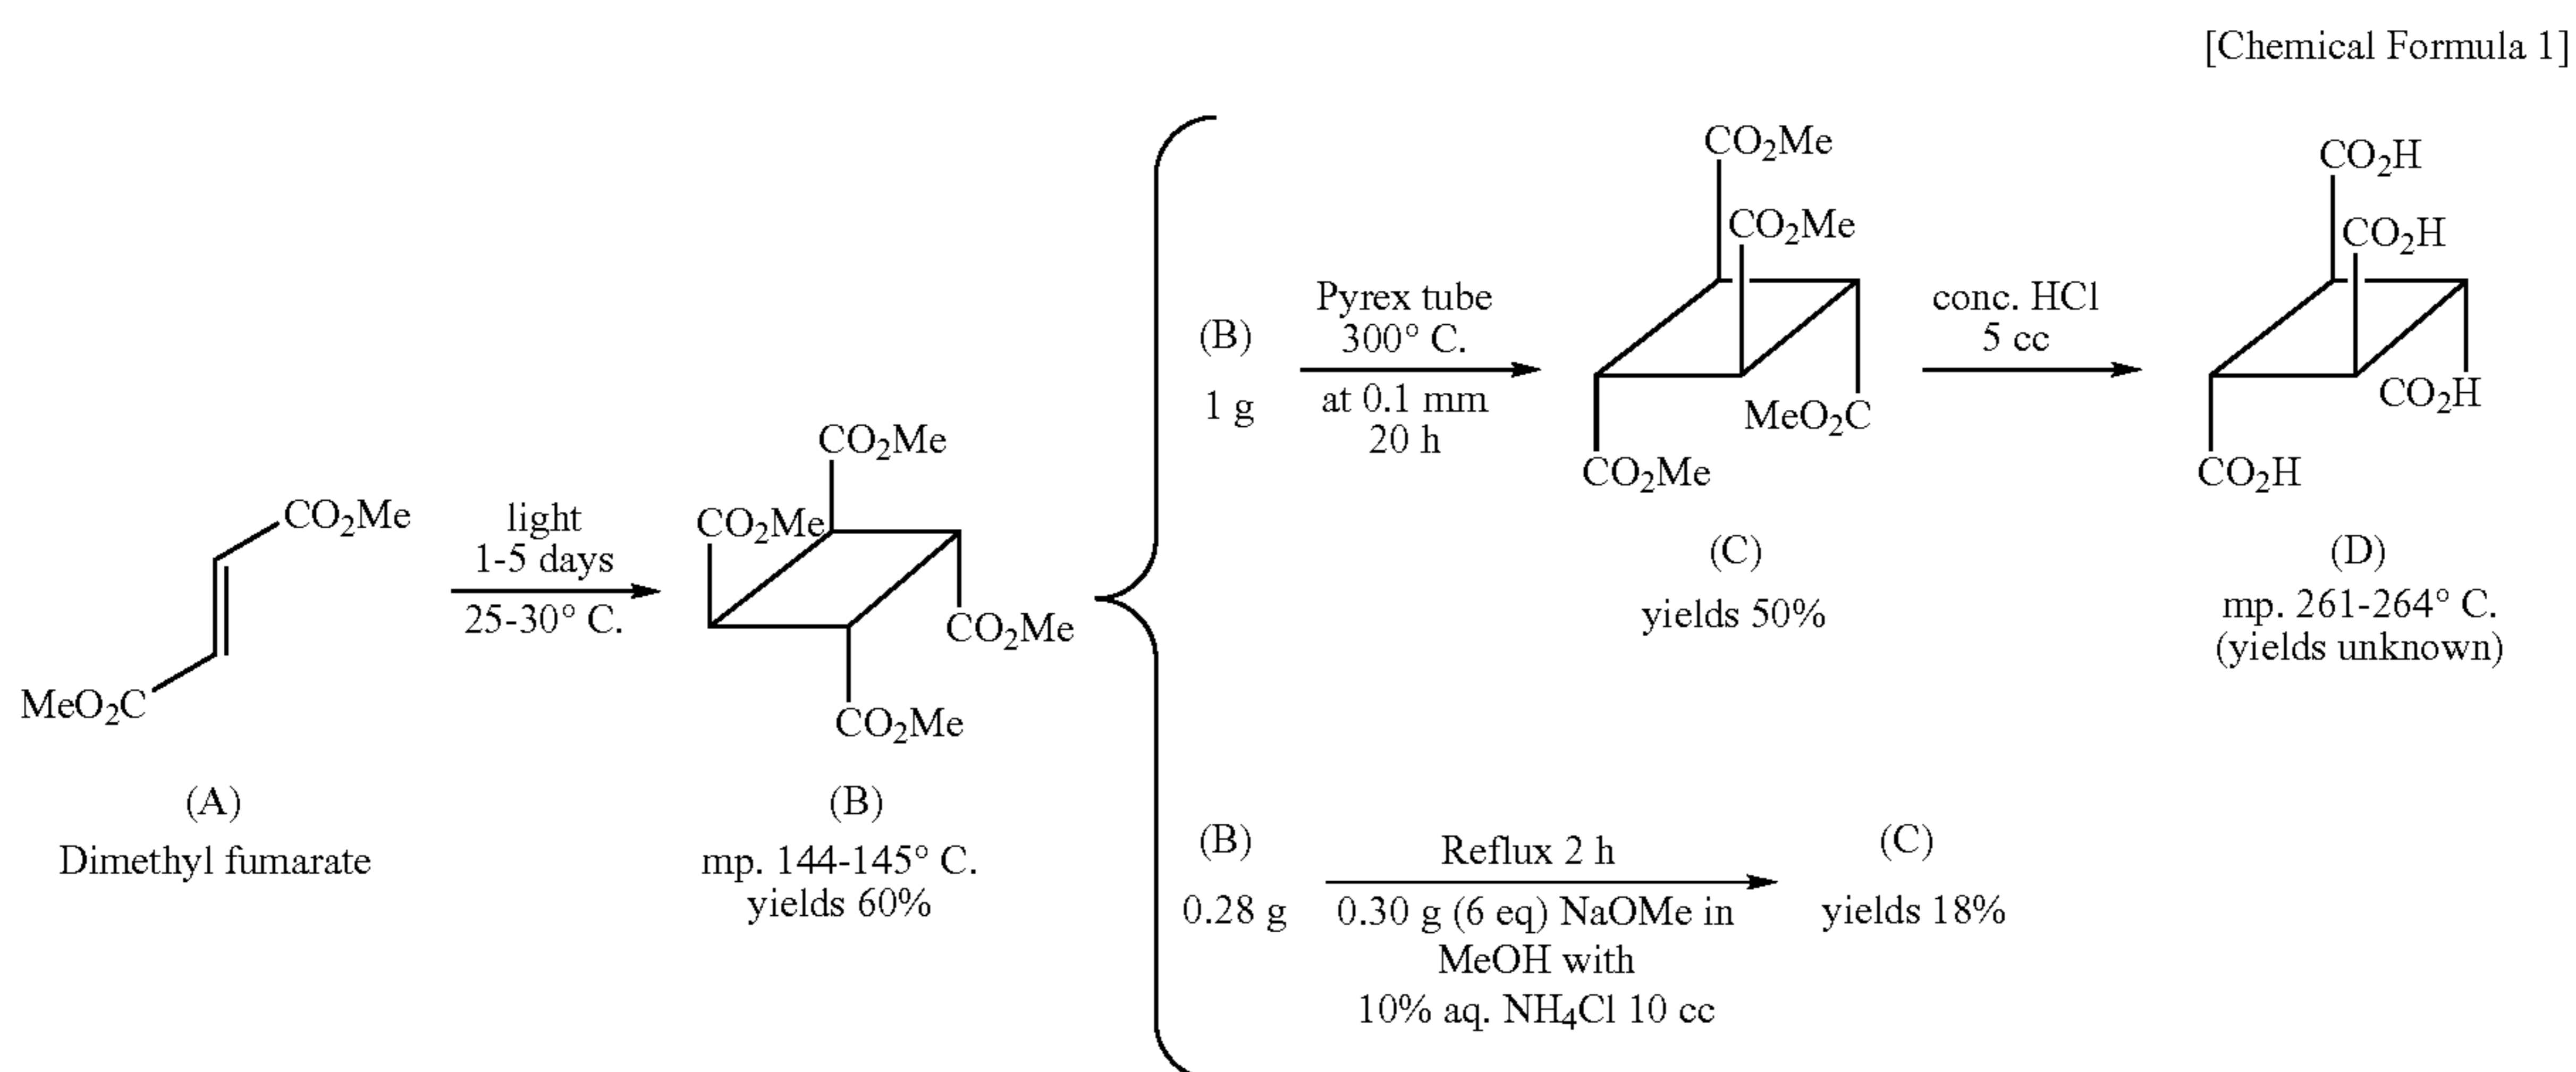 [Chemical Formula 1]
CO₂Me
MeO₂C
(A)
Dimethyl fumarate
light
1-5 days
25-30° C.
CO₂Me
CO₂Me
CO₂Me
CO₂Me
(B)
mp. 144-145° C.
yields 60%
(B)
1 g
Pyrex tube
300° C.
at 0.1 mm
20 h
CO₂Me
CO₂Me
MeO₂C
CO₂Me
(C)
yields 50%
conc. HCl
5 cc
CO₂H
CO₂H
CO₂H
CO₂H
(D)
mp. 261-264° C.
(yields unknown)
(B)
0.28 g
Reflux 2 h
0.30 g (6 eq) NaOMe in
MeOH with
10% aq. NH₄Cl 10 cc
(C)
yields 18%